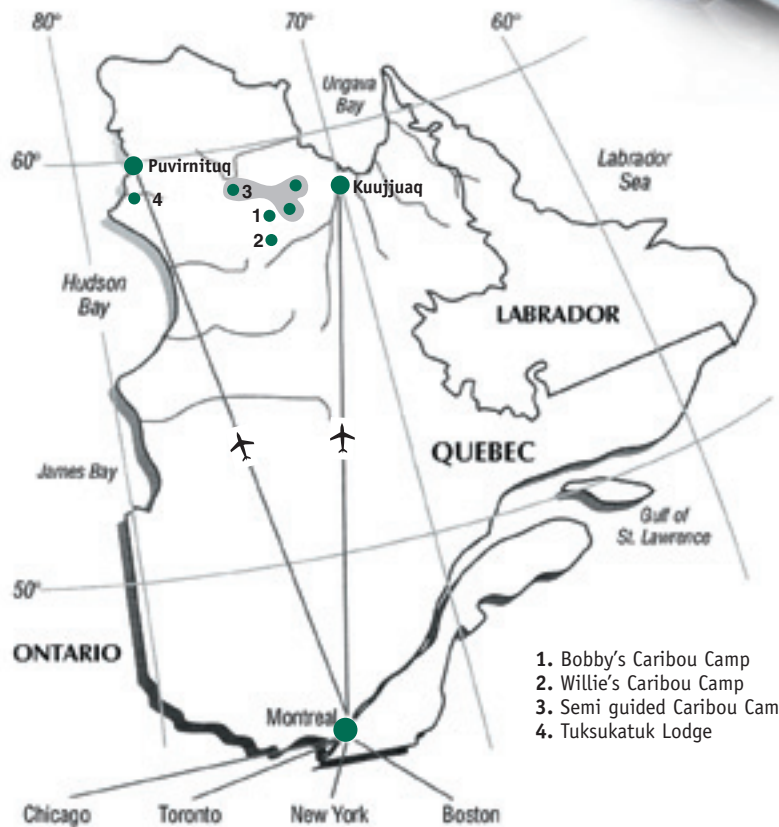 80°
70°
60°
Ungava
Bay
60°
Puvirnituq
Labrador
Sea
Kuujjuaq
3
4
1
2
Hudson
Bay
LABRADOR
QUEBEC
James Bay
Gulf of
St. Lawrence
50°
ONTARIO
1. Bobby's Caribou Camp
2. Willie's Caribou Camp
3. Semi guided Caribou Cam
4. Tuksukatuk Lodge
Montreal
Chicago
Toronto
New York
Boston